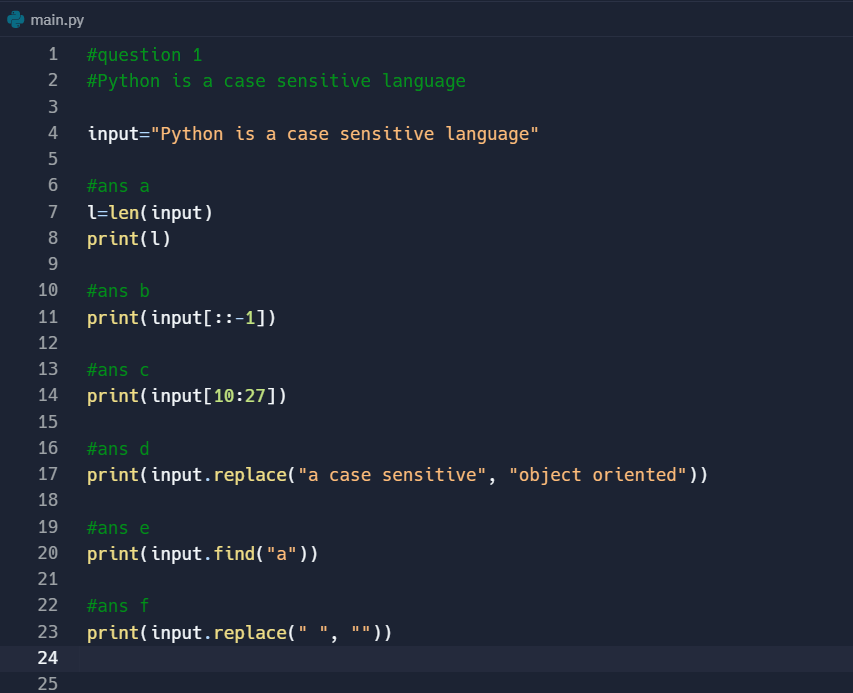 main.py
1 #question 1
2 #Python is a case sensitive language
3
4 input="Python is a case sensitive language"
5
6 #ans a
7 l=len(input)
8 print(l)
9
10 #ans b
11 print(input[::-1])
12
13 #ans c
14 print(input[10:27])
15
16 #ans d
17 print(input.replace("a case sensitive", "object oriented"))
18
19 #ans e
20 print(input.find("a"))
21
22 #ans f
23 print(input.replace(" ", ""))
24
25